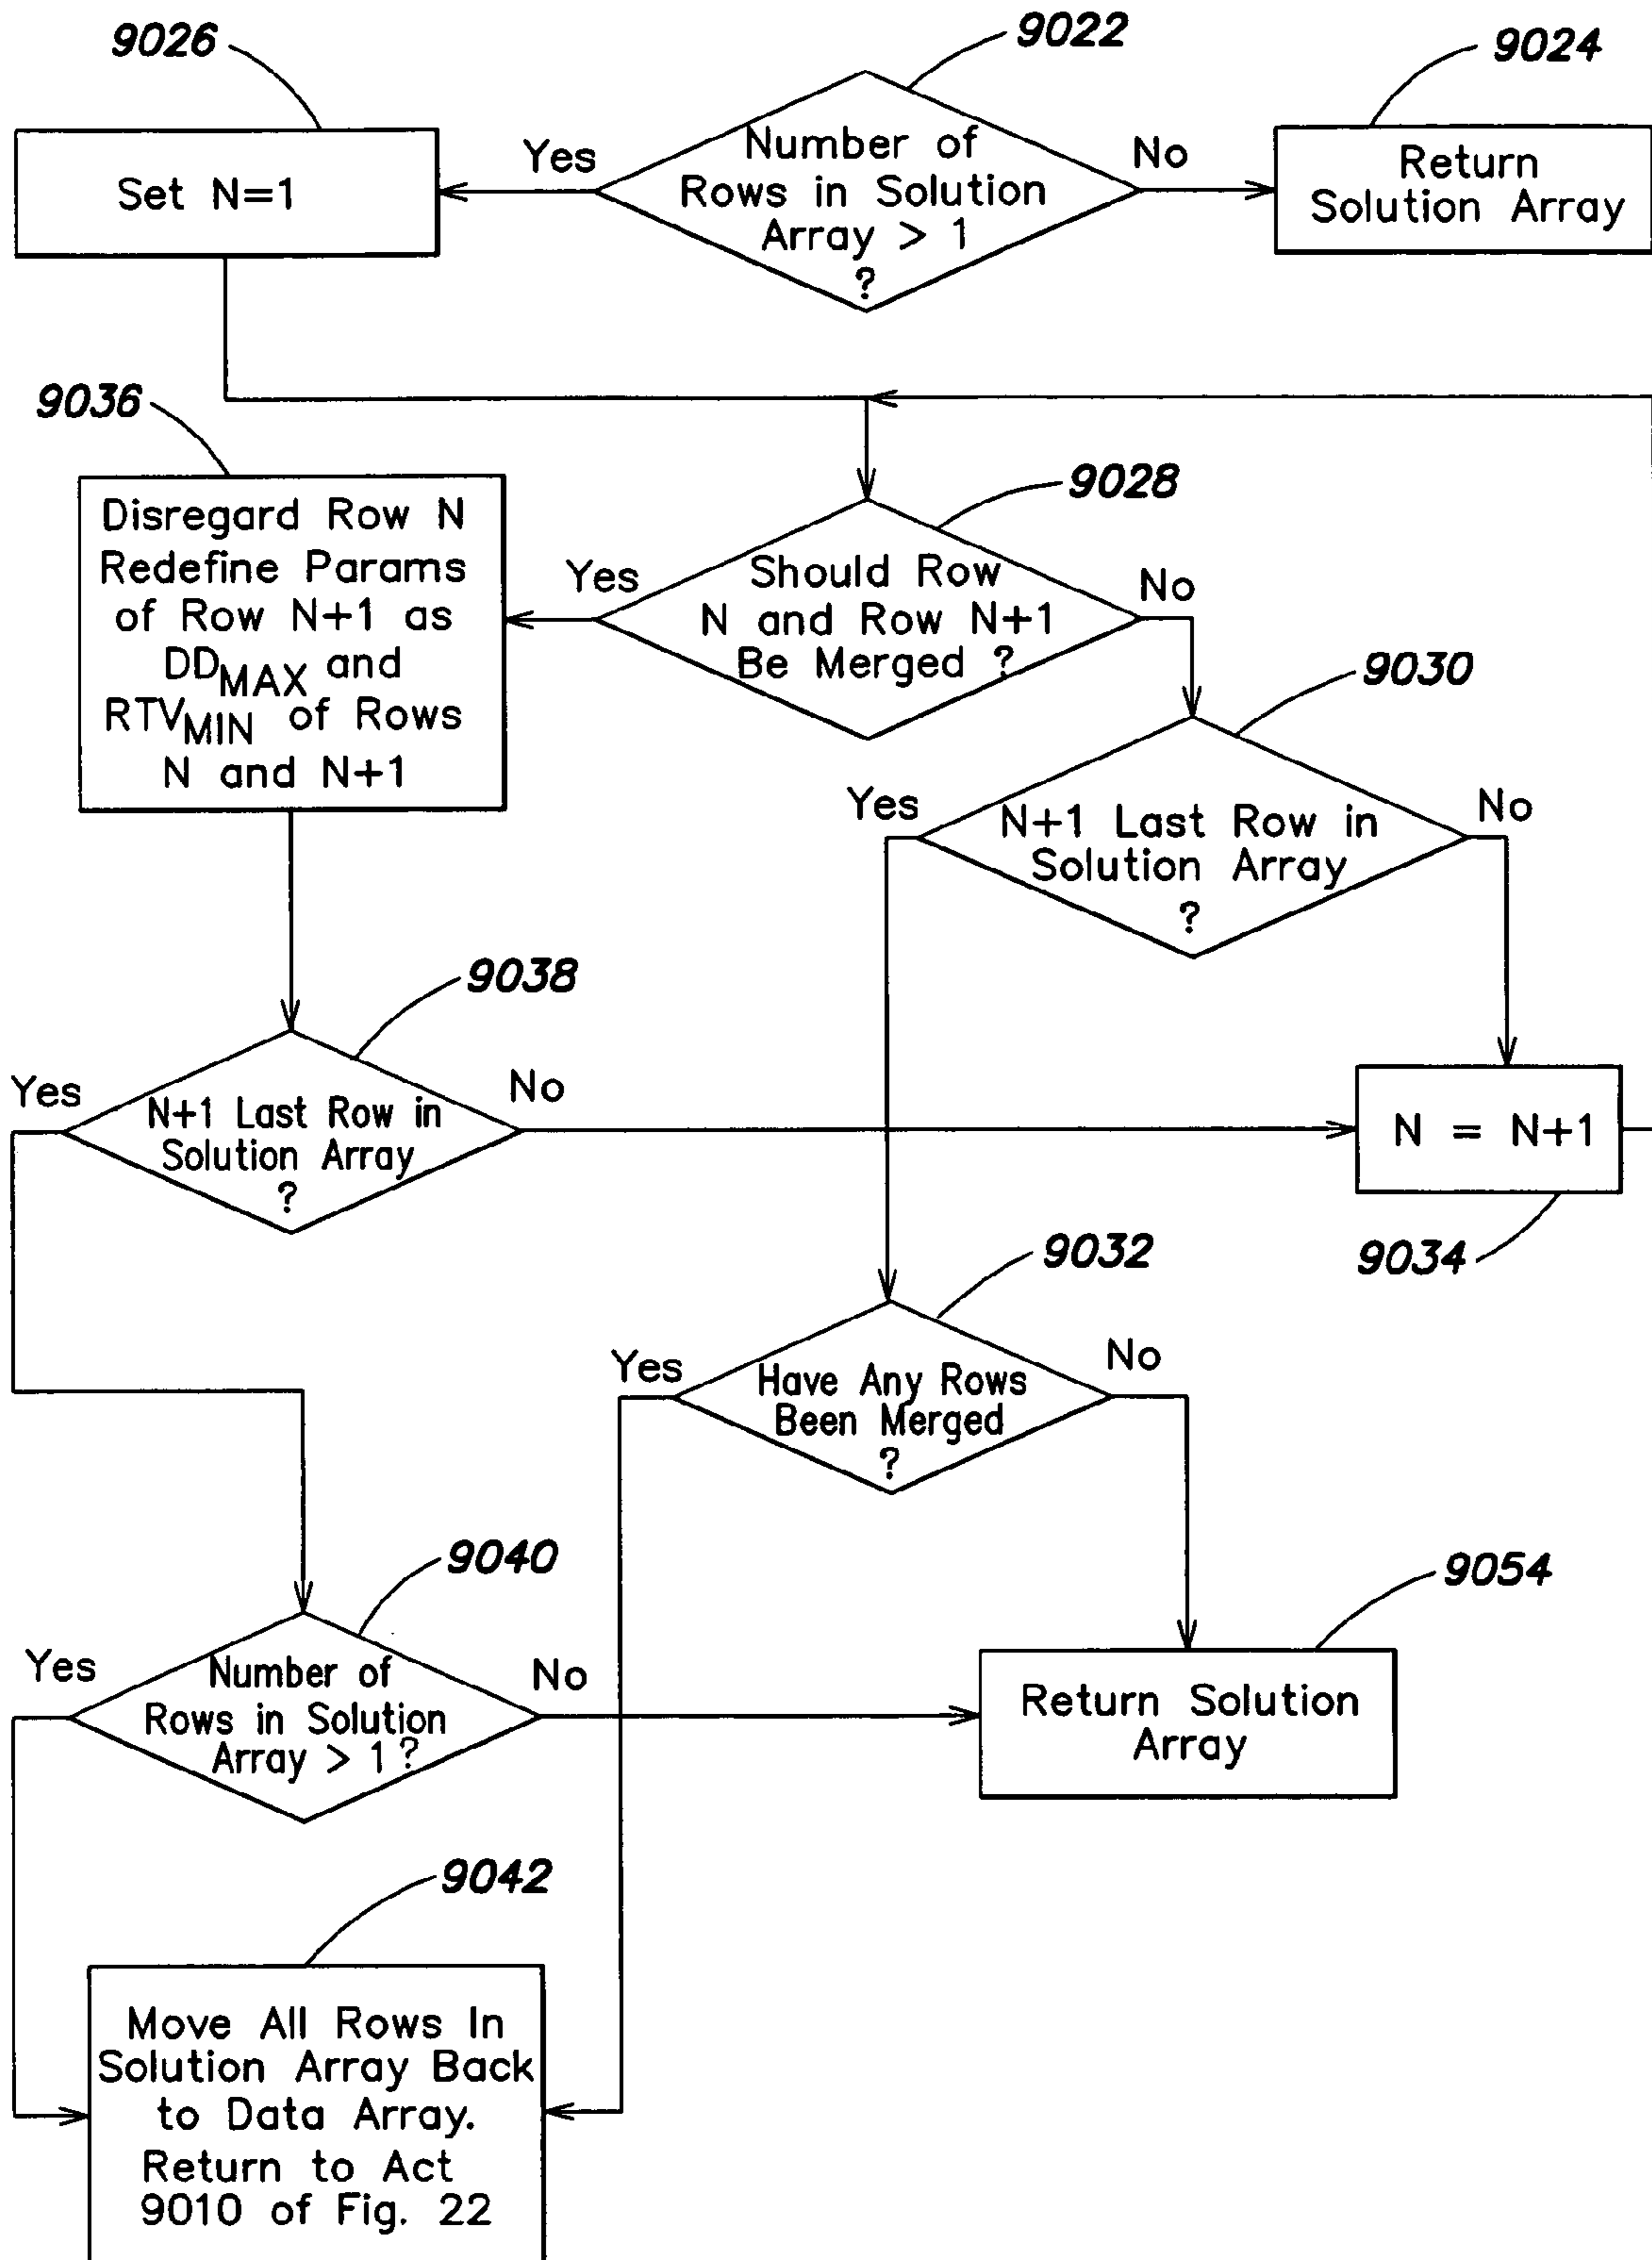 9026
9022
9024
Set N=1
Yes
Number of
Rows in Solution
Array > 1
?
No
Return
Solution Array
9036
Disregard Row N
Redefine Params
of Row N+1 as
DDMAX and
RTVMIN of Rows
N and N+1
9028
Yes
Should Row
N and Row N+1
Be Merged ?
No
9030
Yes
N+1 Last Row in
Solution Array
?
No
9038
Yes
N+1 Last Row in
Solution Array
?
No
N = N+1
9034
9032
Yes
Have Any Rows
Been Merged
?
No
9040
Yes
Number of
Rows in Solution
Array > 1 ?
No
9054
Return Solution
Array
9042
Move All Rows In
Solution Array Back
to Data Array.
Return to Act
9010 of Fig. 22